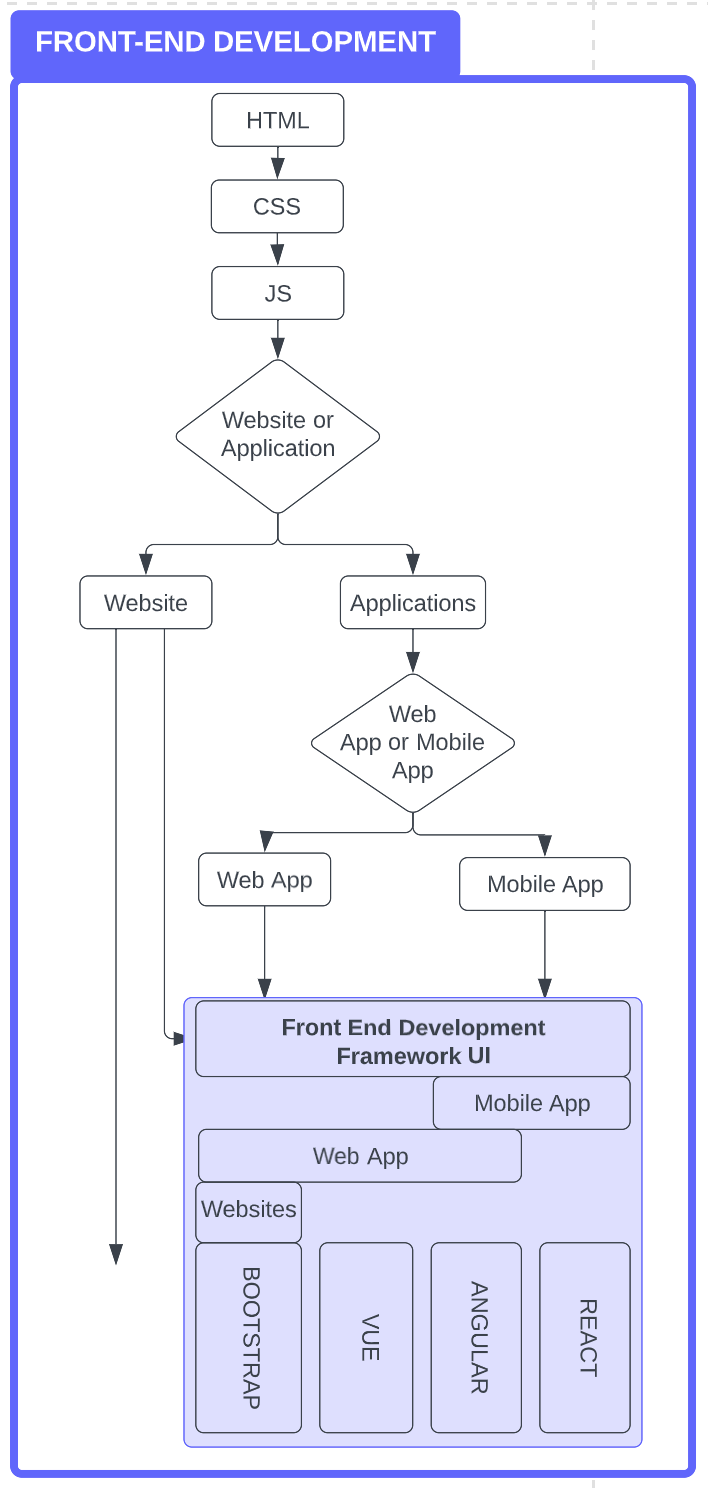 FRONT-END DEVELOPMENT
HTML
CSS
JS
Website or
Application
Website
Applications
Web
App or Mobile
App
Web App
Mobile App
Front End Development
Framework UI
Mobile App
Web App
Websites
BOOTSTRAP
VUE
ANGULAR
REACT